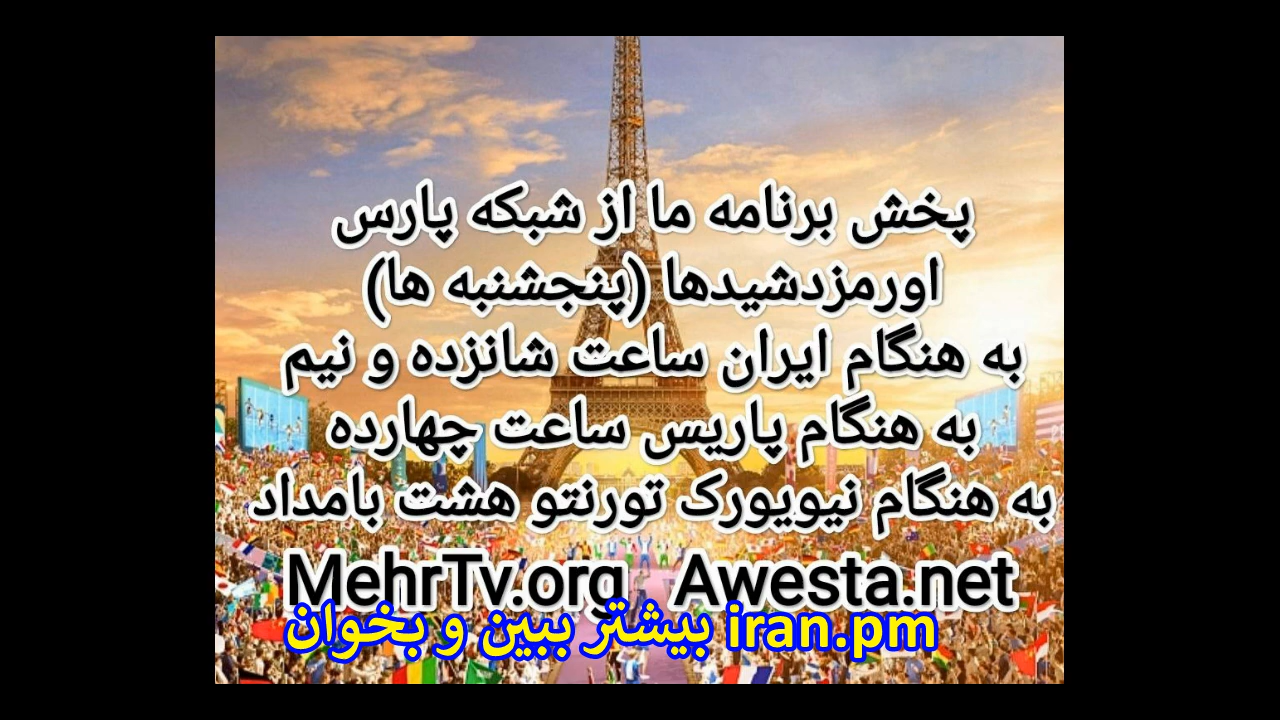 پخش برنامه ما از شبکه پارس
اورمزدشیدها (پنجشنبه ها)
به هنگام ایران ساعت شانزده و نیم
به هنگام پاریس ساعت چهارده
به هنگام نیویورک تورنتو هشت بامداد
MehrTv.org Awesta.net
iran.pm بیشتر ببین و بخوان